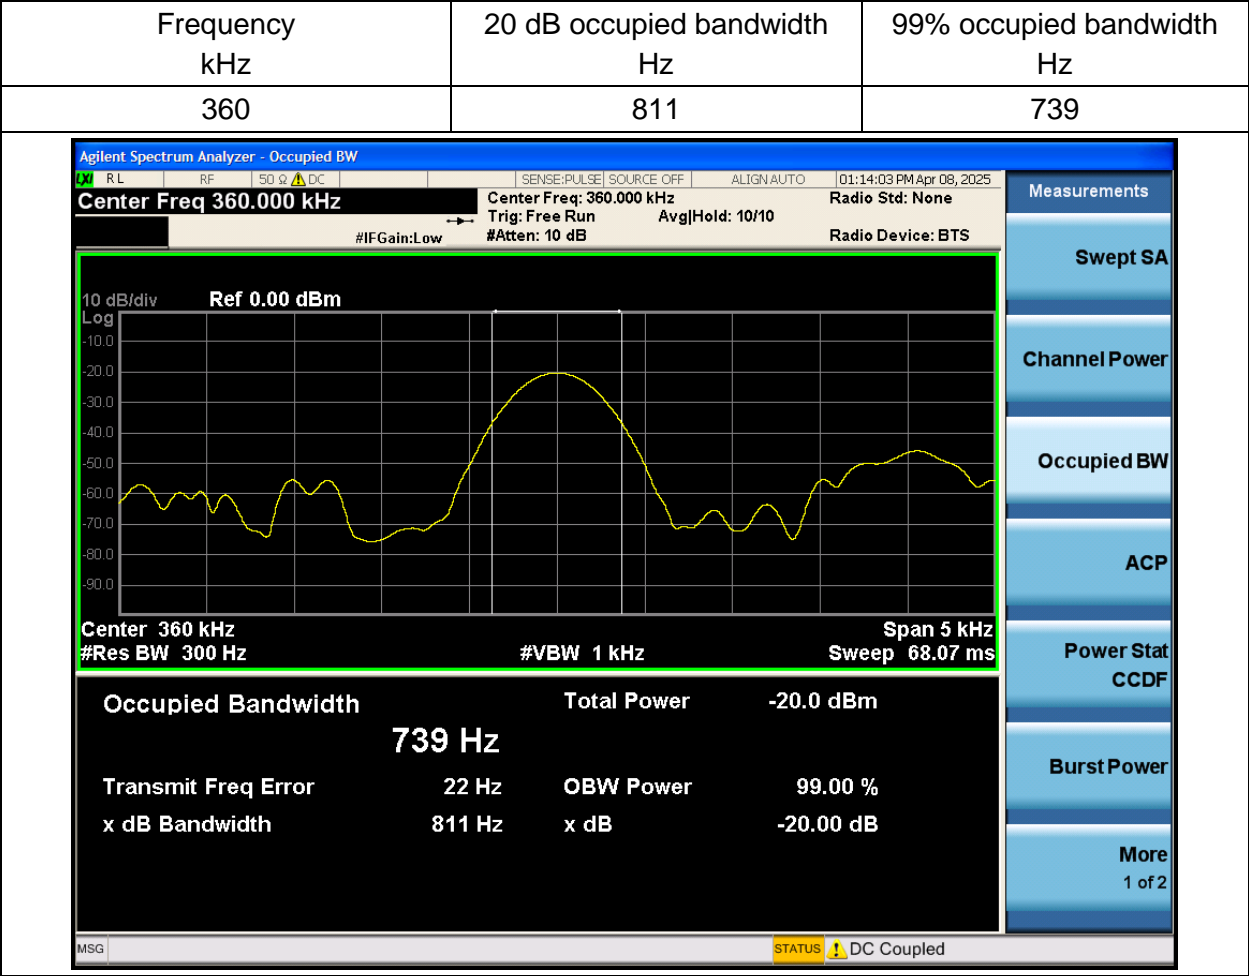 Frequency 20 dB occupied bandwidth 99% occupied bandwidth
kHz Hz Hz
360 811 739
Agilent Spectrum Analyzer - Occupied BW
LXI RL RF 50 Ω DC SENSE:PULSE SOURCE OFF ALIGN AUTO 01:14:03 PM Apr 08, 2025
Center Freq 360.000 kHz Center Freq: 360.000 kHz Radio Std: None
Trig: Free Run Avg|Hold: 10/10
#IFGain:Low #Atten: 10 dB Radio Device: BTS
10 dB/div Ref 0.00 dBm
Log
-10.0
-20.0
-30.0
-40.0
-50.0
-60.0
-70.0
-80.0
-90.0
Center 360 kHz Span 5 kHz
#Res BW 300 Hz #VBW 1 kHz Sweep 68.07 ms
Occupied Bandwidth Total Power -20.0 dBm
739 Hz
Transmit Freq Error 22 Hz OBW Power 99.00 %
x dB Bandwidth 811 Hz x dB -20.00 dB
Measurements
Swept SA
Channel Power
Occupied BW
ACP
Power Stat
CCDF
Burst Power
More
1 of 2
MSG STATUS DC Coupled